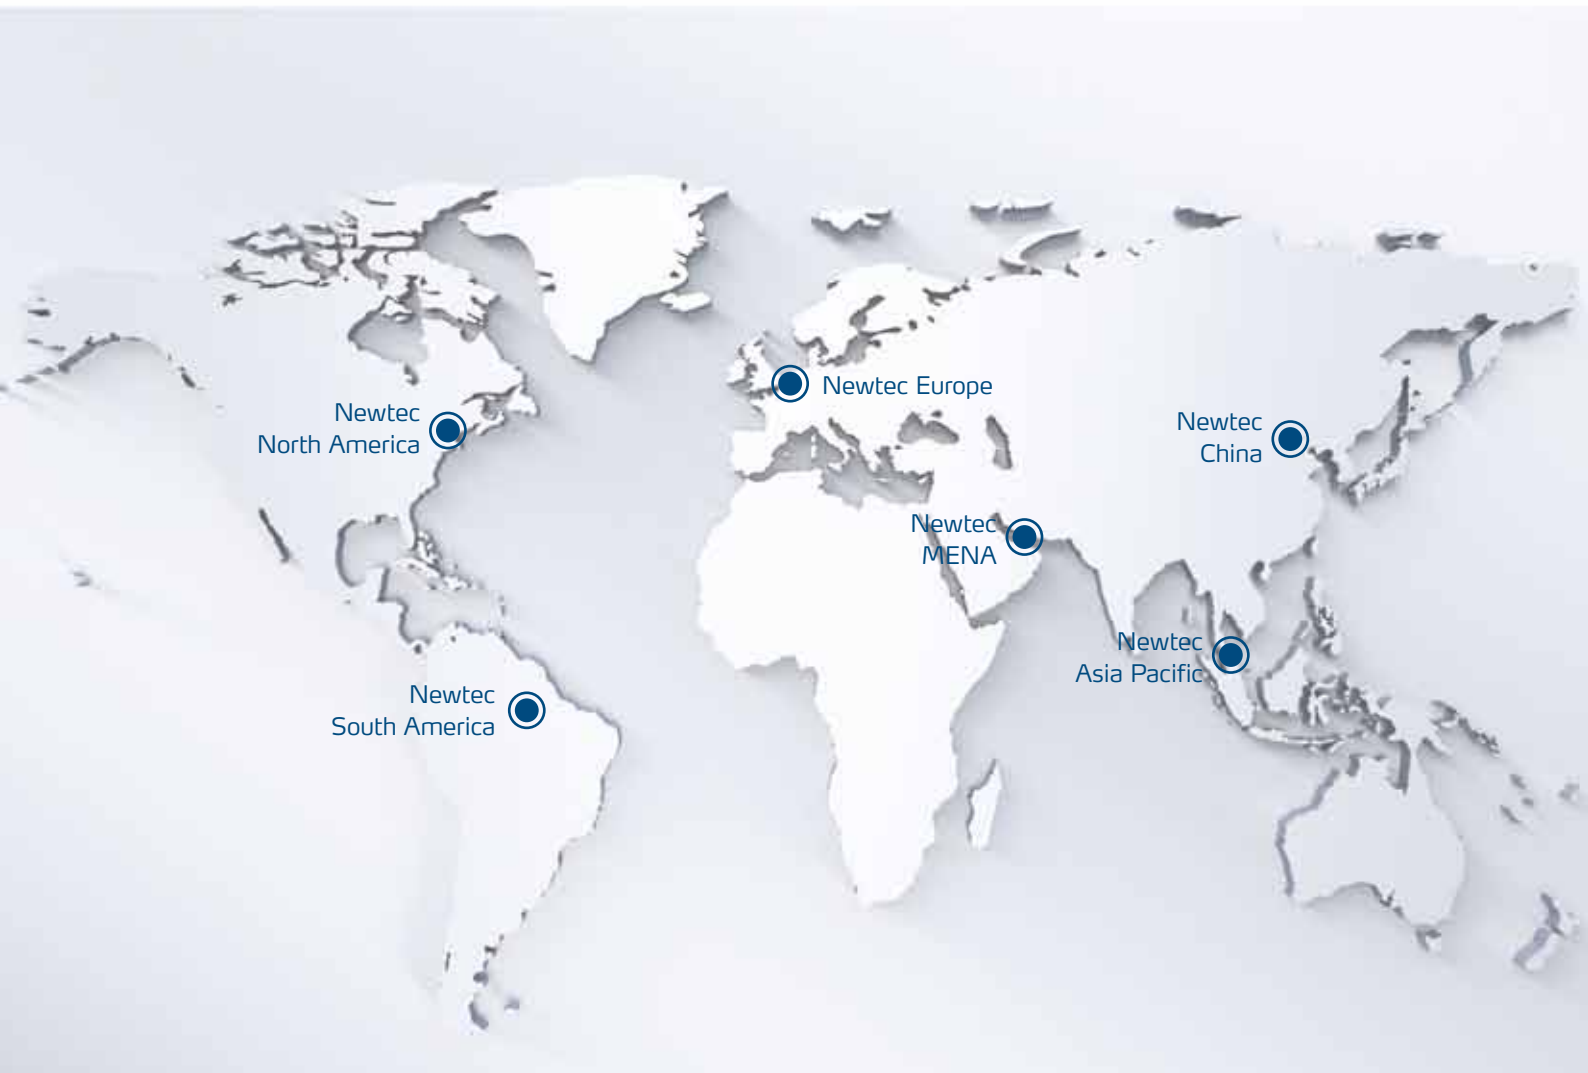 Newtec Europe
Newtec
North America
Newtec
China
Newtec
MENA
Newtec
Asia Pacific
Newtec
South America